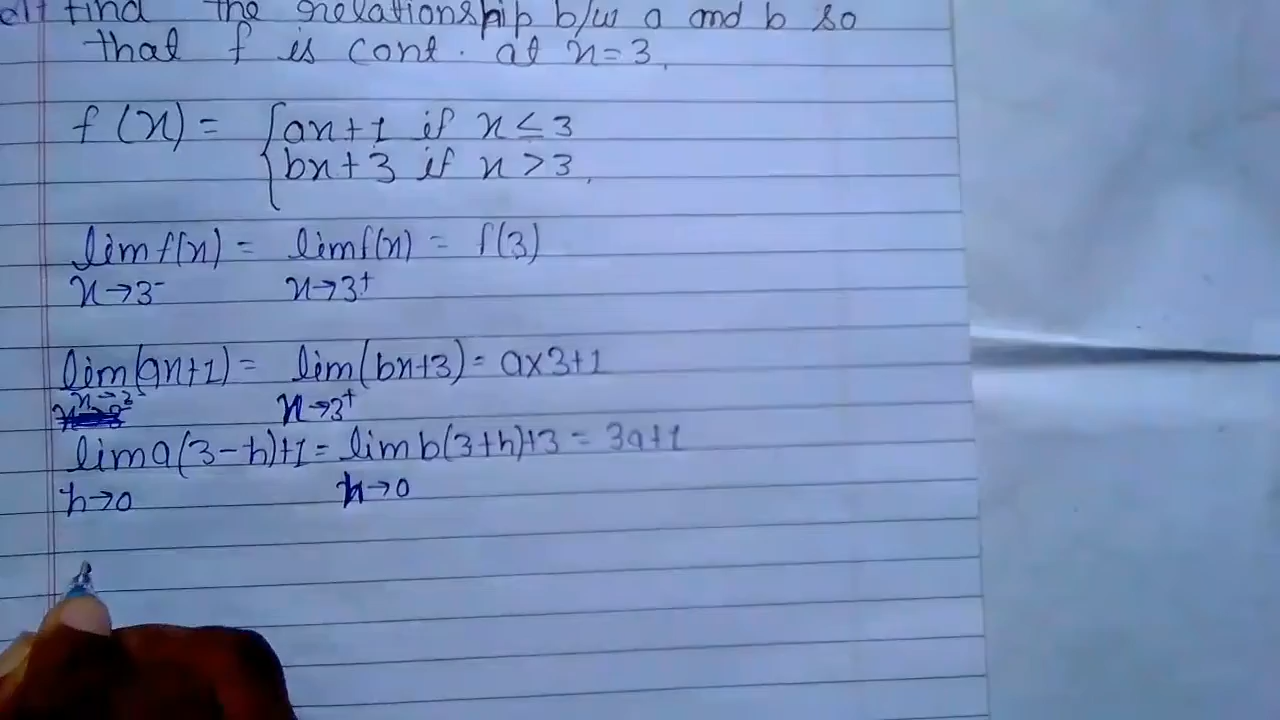 find the relationship b/w a and b so
that f is cont. at x=3.
f(x) = { ax+1 if x ≤ 3
bx+3 if x > 3,
lim f(x) = lim f(x) = f(3)
x→3⁻ x→3⁺
lim (ax+1) = lim (bx+3) = a×3+1
x→3⁻ x→3⁺
lim a(3-h)+1 = lim b(3+h)+3 = 3a+1
h→0 h→0